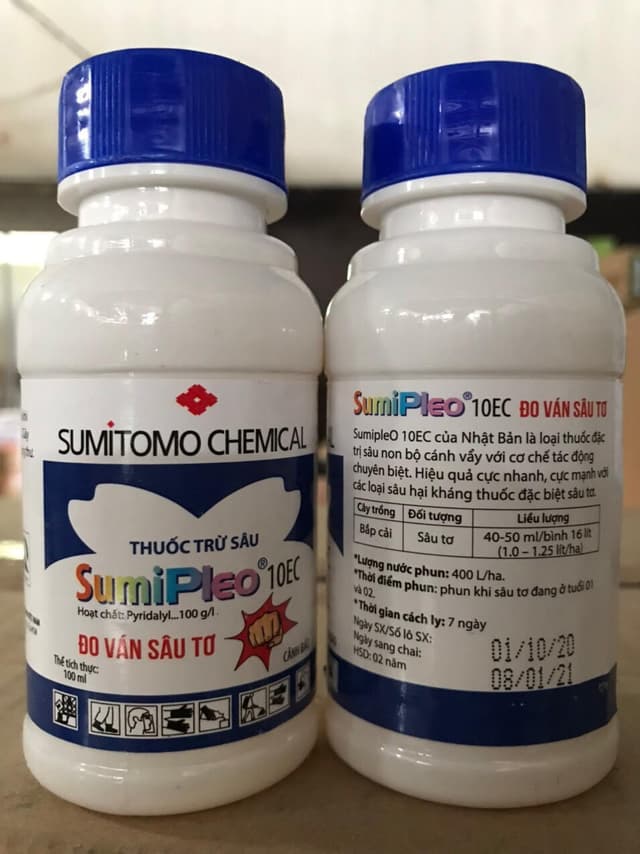 SUMITOMO CHEMICAL
THUỐC TRỪ SÂU
SumiPleo® 10EC
Hoạt chất: Pyridalyl...100 g/l
ĐO VÁN SÂU TƠ
Thể tích thực:
100 ml
CẢNH BÁO
SumiPleo® 10EC ĐO VÁN SÂU TƠ
SumipleO 10EC của Nhật Bản là loại thuốc đặc
trị sâu non bộ cánh vẩy với cơ chế tác động
chuyên biệt. Hiệu quả cực nhanh, cực mạnh với
các loại sâu hại kháng thuốc đặc biệt sâu tơ.
Cây trồng Đối tượng Liều lượng
Bắp cải Sâu tơ 40-50 ml/bình 16 lít
(1.0 – 1.25 lít/ha)
*Lượng nước phun: 400 L/ha.
*Thời điểm phun: phun khi sâu đang ở tuổi 01
và 02.
* Thời gian cách ly: 7 ngày
Ngày SX/Số lô SX: 01/10/20
Ngày sang chai: 08/01/21
HSD: 02 năm